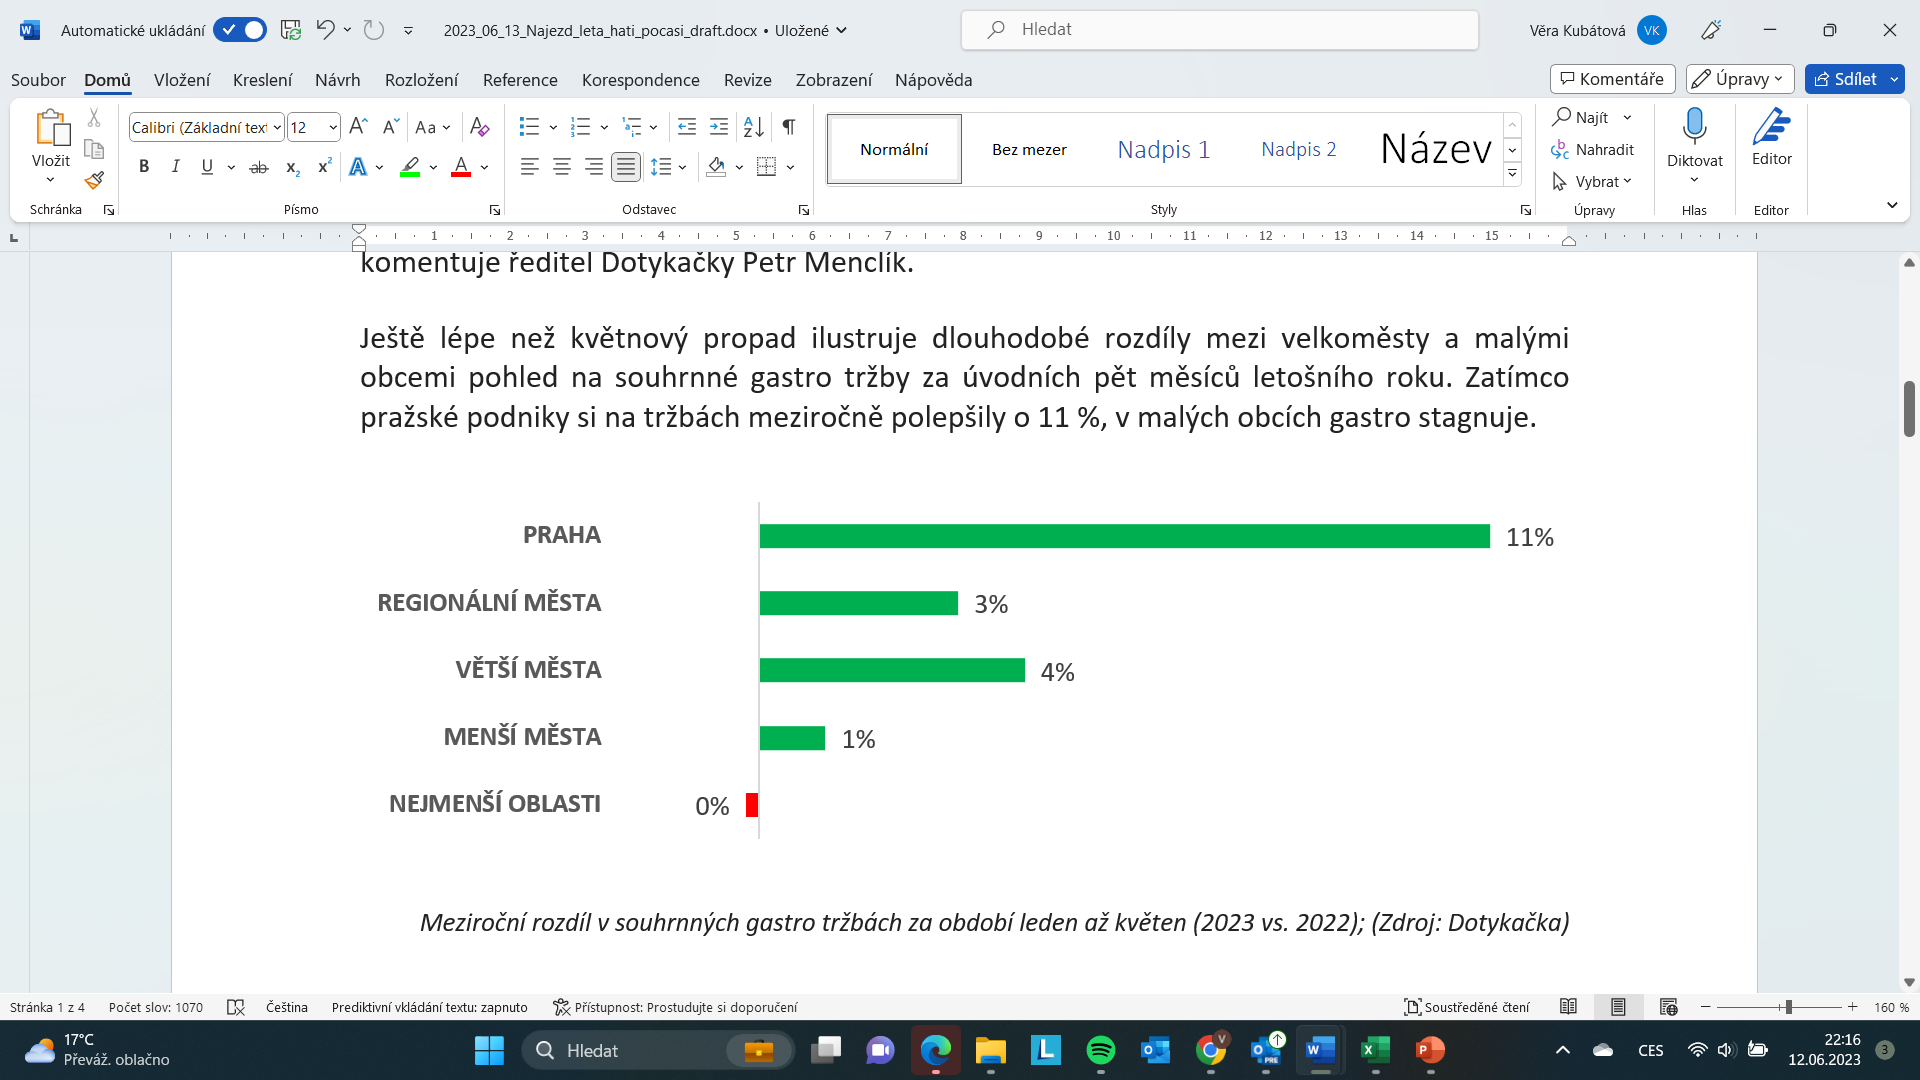 Automatické ukládání
2023_06_13_Najezd_leta_hati_pocasi_draft.docx • Uložené
Hledat
Věra Kubátová
VK
Soubor Domů Vložení Kreslení Návrh Rozložení Reference Korespondence Revize Zobrazení Nápověda
Komentáře Úpravy Sdílet
Vložit
Calibri (Základní text 12
Normální Bez mezer Nadpis 1 Nadpis 2 Název
Najít
Nahradit
Vybrat
Diktovat
Editor
Schránka Písmo Odstavec Styly Úpravy Hlas Editor
1 2 3 4 5 6 7 8 9 10 11 12 13 14 15
komentuje ředitel Dotykačky Petr Menclík.
Ještě lépe než květnový propad ilustruje dlouhodobé rozdíly mezi velkoměsty a malými
obcemi pohled na souhrnné gastro tržby za úvodních pět měsíců letošního roku. Zatímco
pražské podniky si na tržbách meziročně polepšily o 11 %, v malých obcích gastro stagnuje.
PRAHA 11%
REGIONÁLNÍ MĚSTA 3%
VĚTŠÍ MĚSTA 4%
MENŠÍ MĚSTA 1%
NEJMENŠÍ OBLASTI 0%
Meziroční rozdíl v souhrnných gastro tržbách za období leden až květen (2023 vs. 2022); (Zdroj: Dotykačka)
Stránka 1 z 4 Počet slov: 1070 Čeština Prediktivní vkládání textu: zapnuto Přístupnost: Prostudujte si doporučení Soustředěné čtení 160 %
17°C
Převáž. oblačno
Hledat
CES
22:16
12.06.2023
3